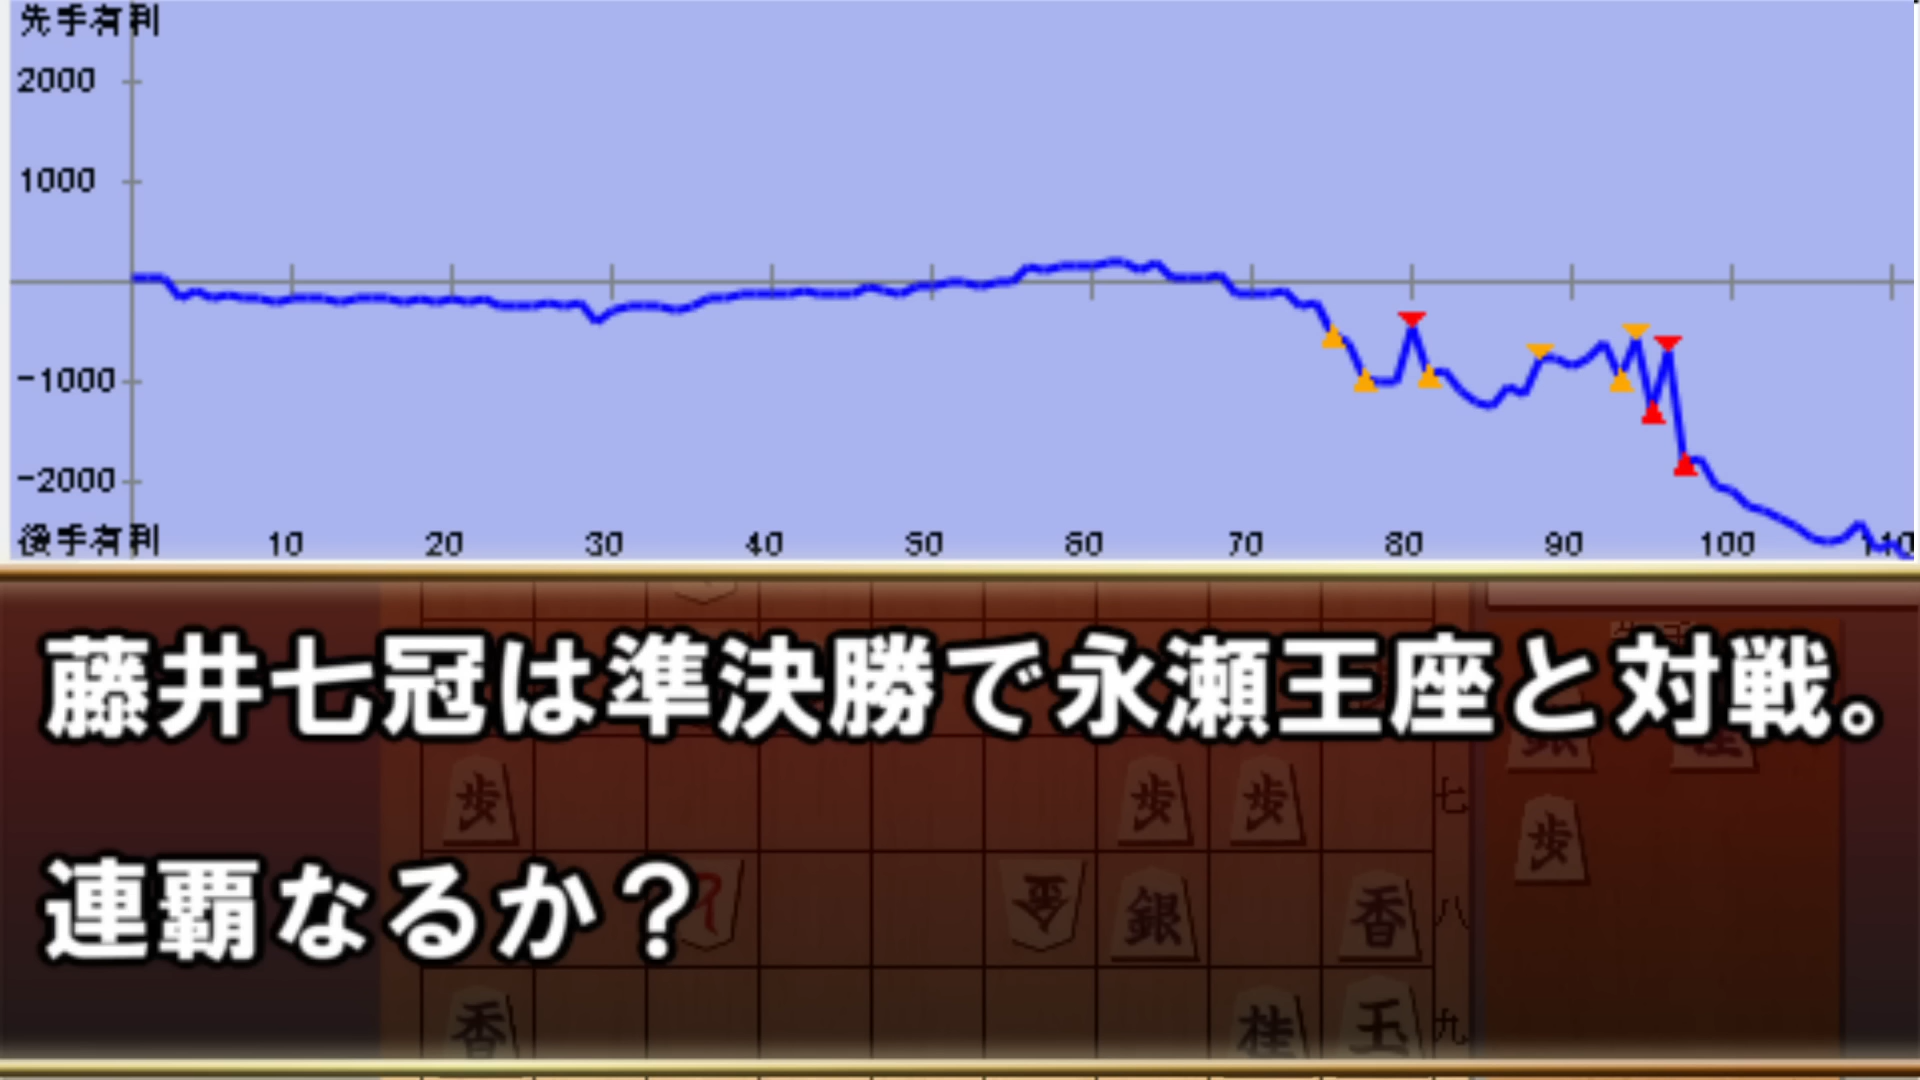 先手有利
2000
1000
-1000
-2000
後手有利
10 20 30 40 50 60 70 80 90 100 110
藤井七冠は準決勝で永瀬王座と対戦。
連覇なるか？
歩 歩 歩 七
歩
銀 香 八
香 桂 玉 九